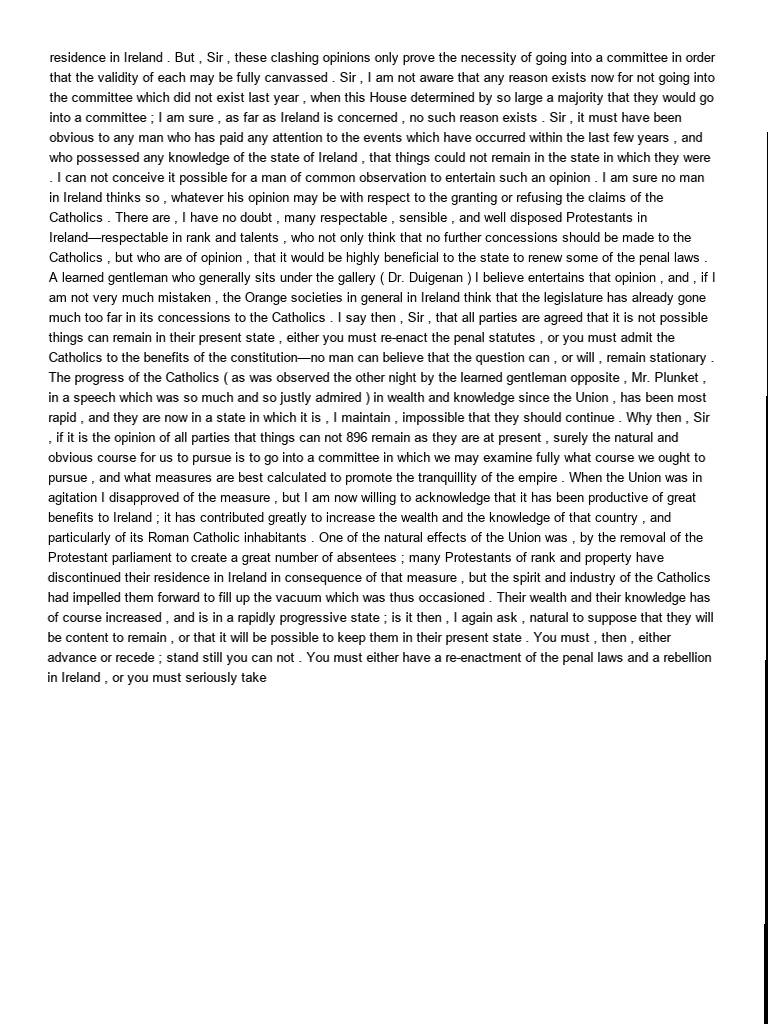 residence in Ireland . But , Sir , these clashing opinions only prove the necessity of going into a committee in order
that the validity of each may be fully canvassed . Sir , I am not aware that any reason exists now for not going into
the committee which did not exist last year , when this House determined by so large a majority that they would go
into a committee ; I am sure , as far as Ireland is concerned , no such reason exists . Sir , it must have been
obvious to any man who has paid any attention to the events which have occurred within the last few years , and
who possessed any knowledge of the state of Ireland , that things could not remain in the state in which they were
. I can not conceive it possible for a man of common observation to entertain such an opinion . I am sure no man
in Ireland thinks so , whatever his opinion may be with respect to the granting or refusing the claims of the
Catholics . There are , I have no doubt , many respectable , sensible , and well disposed Protestants in
Ireland—respectable in rank and talents , who not only think that no further concessions should be made to the
Catholics , but who are of opinion , that it would be highly beneficial to the state to renew some of the penal laws .
A learned gentleman who generally sits under the gallery ( Dr. Duigenan ) I believe entertains that opinion , and , if I
am not very much mistaken , the Orange societies in general in Ireland think that the legislature has already gone
much too far in its concessions to the Catholics . I say then , Sir , that all parties are agreed that it is not possible
things can remain in their present state , either you must re-enact the penal statutes , or you must admit the
Catholics to the benefits of the constitution—no man can believe that the question can , or will , remain stationary .
The progress of the Catholics ( as was observed the other night by the learned gentleman opposite , Mr. Plunket ,
in a speech which was so much and so justly admired ) in wealth and knowledge since the Union , has been most
rapid , and they are now in a state in which it is , I maintain , impossible that they should continue . Why then , Sir
, if it is the opinion of all parties that things can not 896 remain as they are at present , surely the natural and
obvious course for us to pursue is to go into a committee in which we may examine fully what course we ought to
pursue , and what measures are best calculated to promote the tranquillity of the empire . When the Union was in
agitation I disapproved of the measure , but I am now willing to acknowledge that it has been productive of great
benefits to Ireland ; it has contributed greatly to increase the wealth and the knowledge of that country , and
particularly of its Roman Catholic inhabitants . One of the natural effects of the Union was , by the removal of the
Protestant parliament to create a great number of absentees ; many Protestants of rank and property have
discontinued their residence in Ireland in consequence of that measure , but the spirit and industry of the Catholics
had impelled them forward to fill up the vacuum which was thus occasioned . Their wealth and their knowledge has
of course increased , and is in a rapidly progressive state ; is it then , I again ask , natural to suppose that they will
be content to remain , or that it will be possible to keep them in their present state . You must , then , either
advance or recede ; stand still you can not . You must either have a re-enactment of the penal laws and a rebellion
in Ireland , or you must seriously take